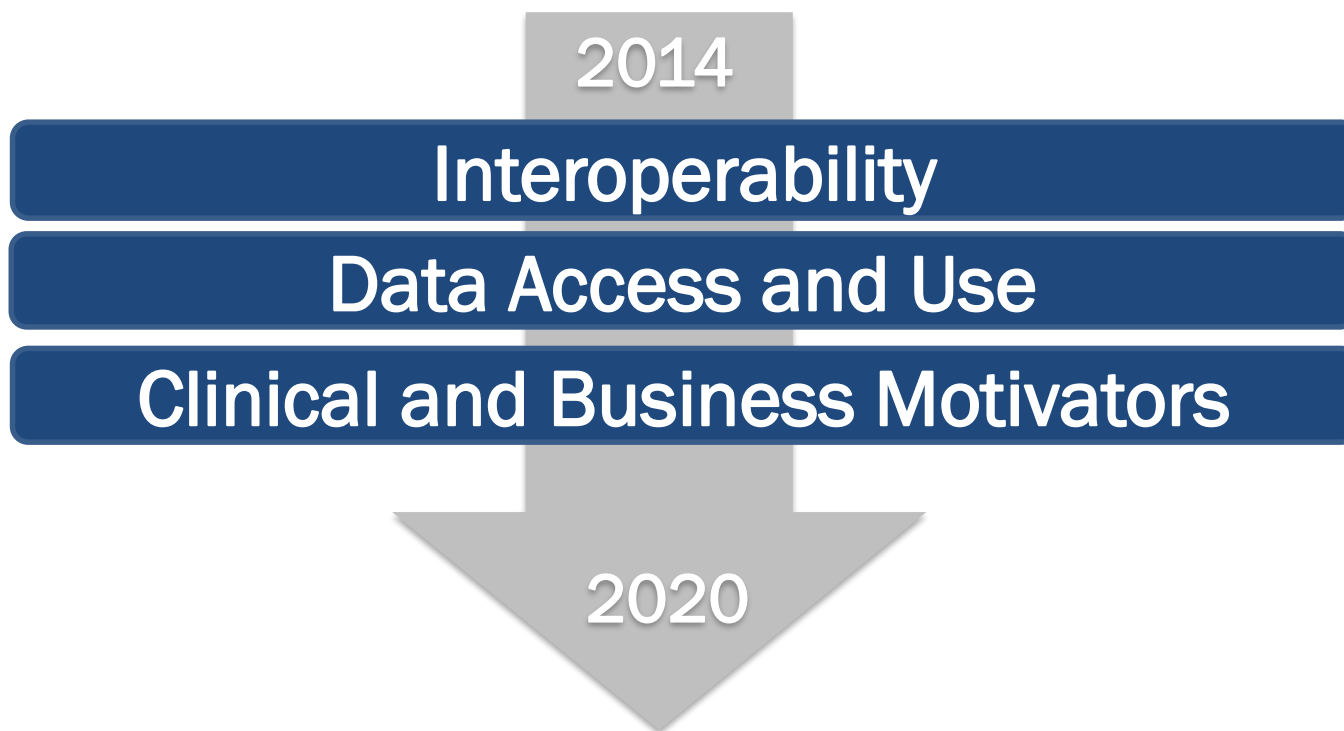 2014
Interoperability
Data Access and Use
Clinical and Business Motivators
2020